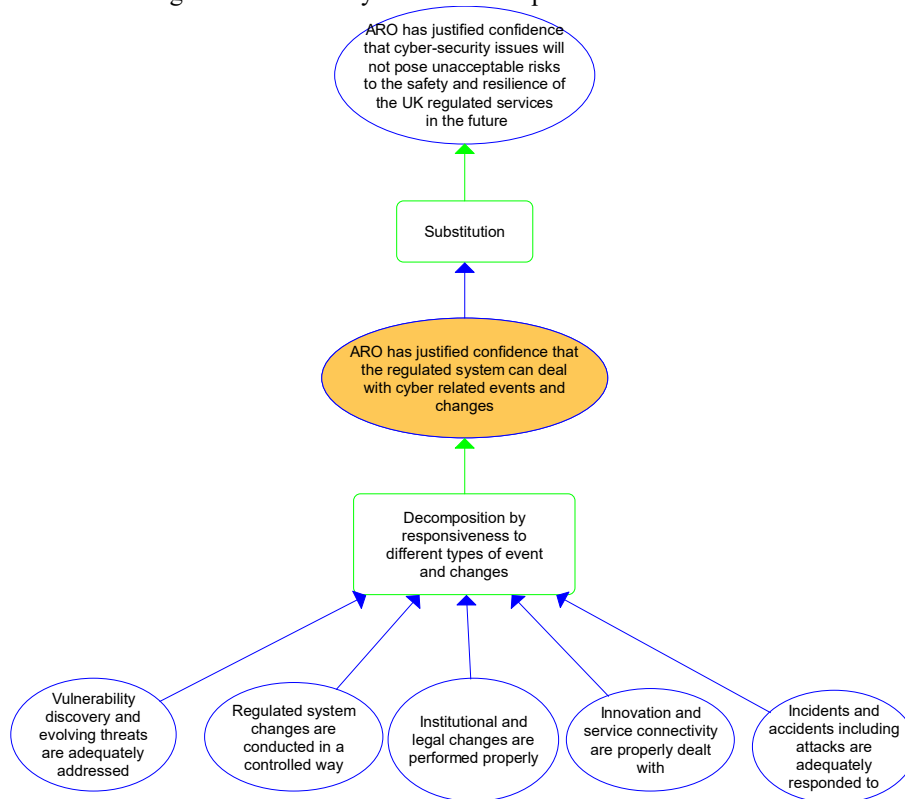 ARO has justified confidence
that cyber-security issues will
not pose unacceptable risks
to the safety and resilience of
the UK regulated services
in the future
Substitution
ARO has justified confidence that
the regulated system can deal
with cyber related events and
changes
Decomposition by
responsiveness to
different types of event
and changes
Vulnerability
discovery and
evolving threats
are adequately
addressed
Regulated system
changes are
conducted in a
controlled way
Institutional and
legal changes are
performed properly
Innovation and
service connectivity
are properly dealt
with
Incidents and
accidents including
attacks are
adequately
responded to